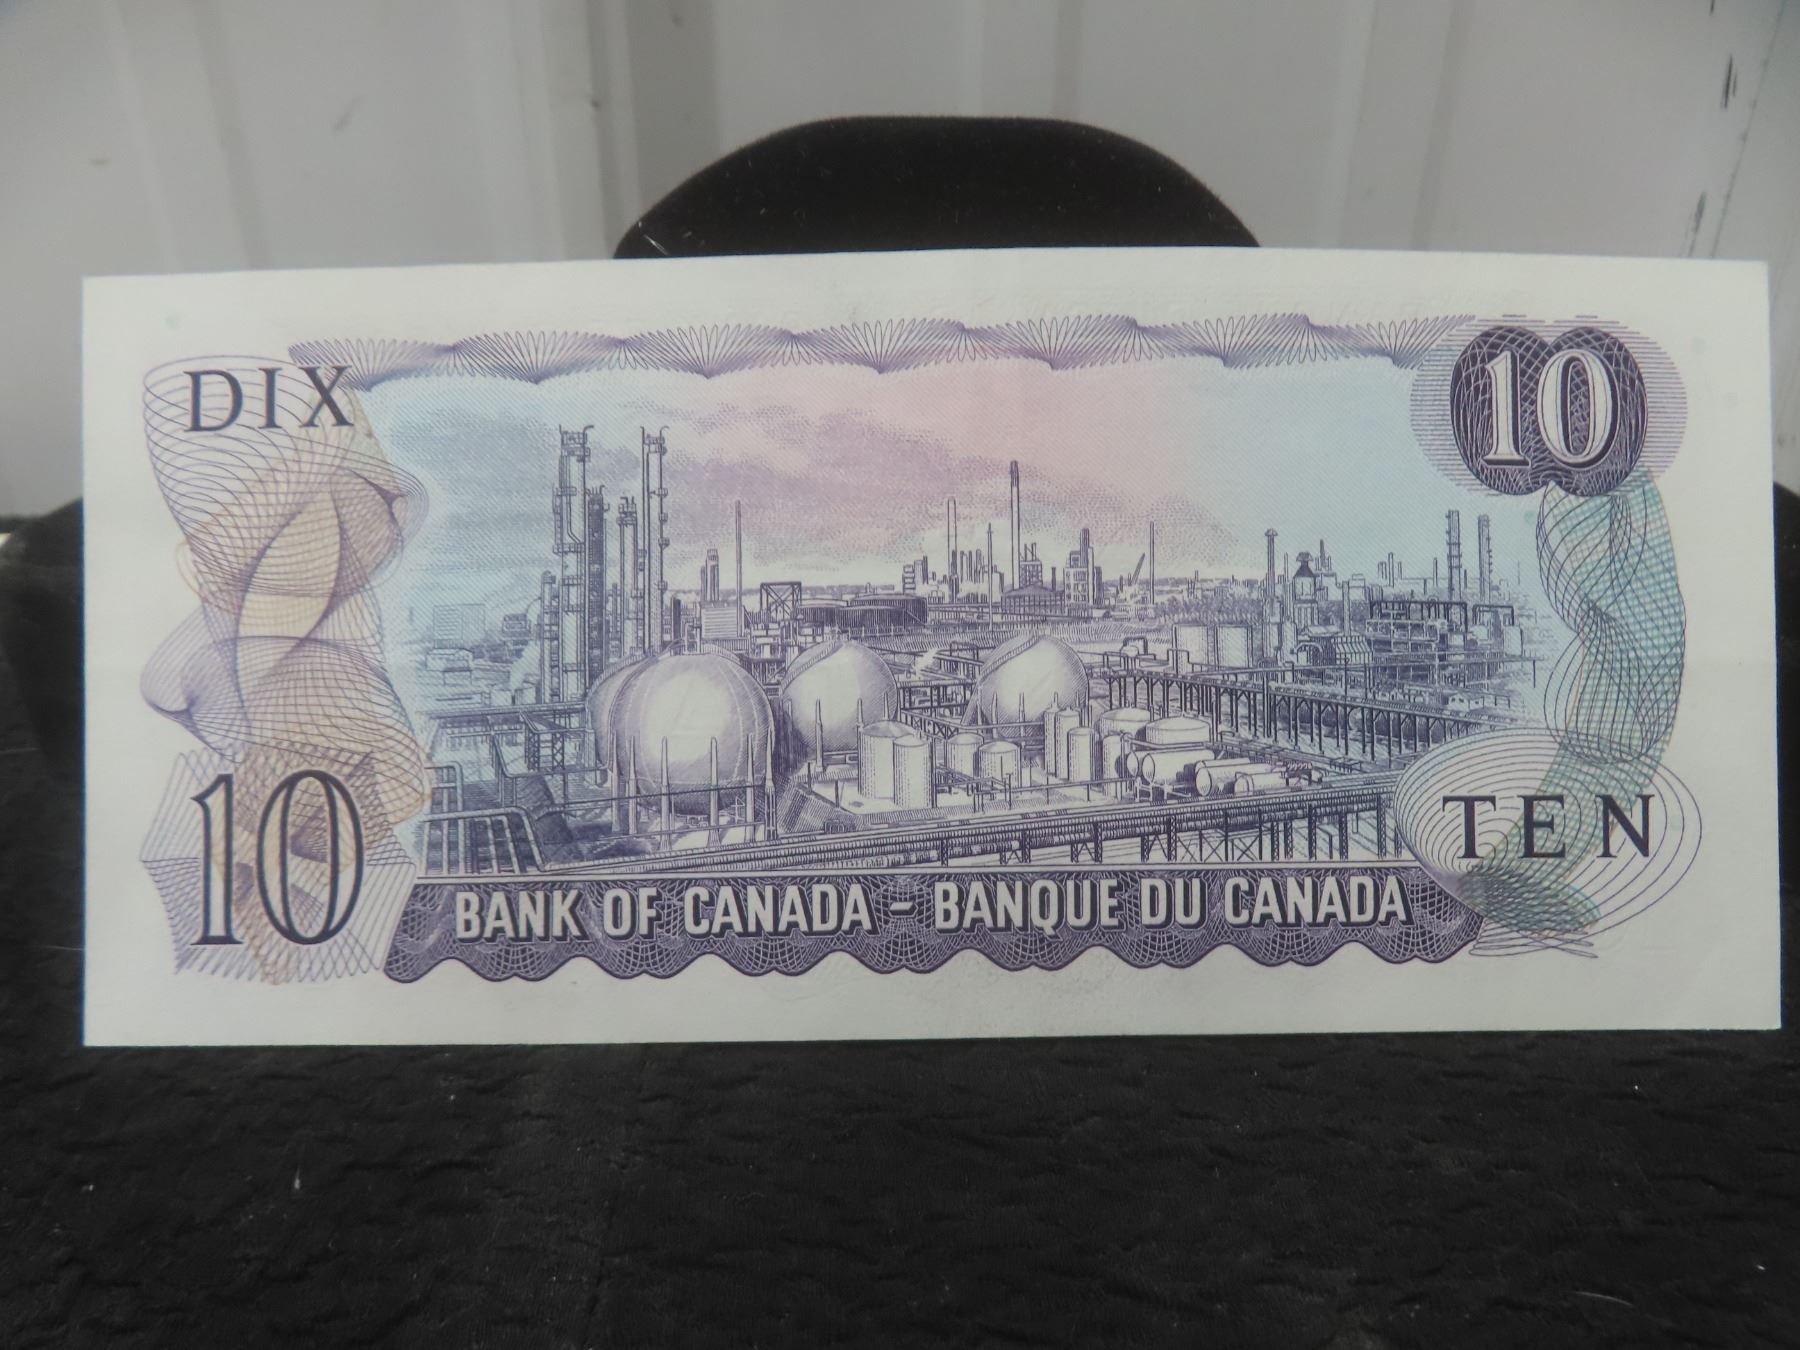 DIX
10
10
TEN
BANK OF CANADA - BANQUE DU CANADA